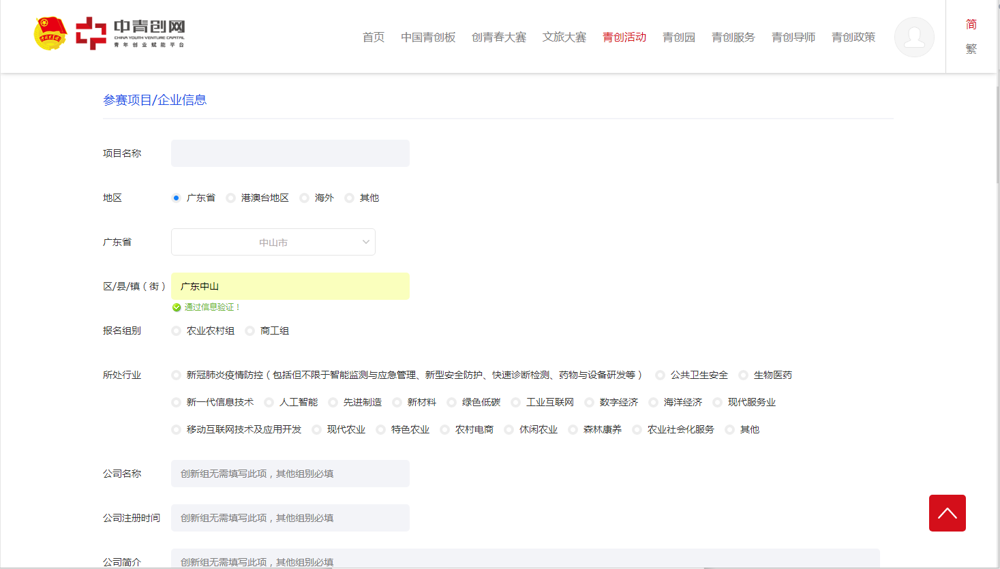 中青创网
CHINA YOUTH VENTURE CAPITAL
青年创业赋能平台
首页 中国青创板 创青春大赛 文旅大赛 青创活动 青创园 青创服务 青创导师 青创政策
简
繁
参赛项目/企业信息
项目名称
地区 广东省 港澳台地区 海外 其他
广东省 中山市
区/县/镇（街） 广东中山
通过信息验证！
报名组别 农业农村组 商工组
所处行业 新冠肺炎疫情防控（包括但不限于智能监测与应急管理、新型安全防护、快速诊断检测、药物与设备研发等） 公共卫生安全 生物医药
新一代信息技术 人工智能 先进制造 新材料 绿色低碳 工业互联网 数字经济 海洋经济 现代服务业
移动互联网技术及应用开发 现代农业 特色农业 农村电商 休闲农业 森林康养 农业社会化服务 其他
公司名称 创新组无需填写此项，其他组别必填
公司注册时间 创新组无需填写此项，其他组别必填
公司简介 创新组无需填写此项，其他组别必填